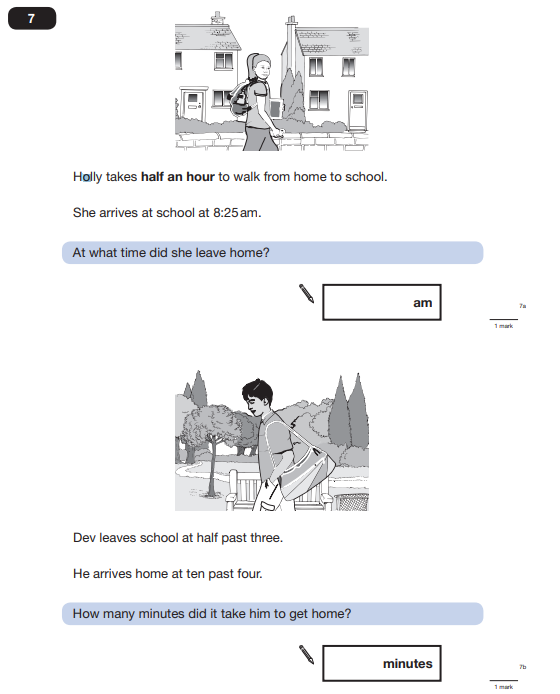 7
Holly takes half an hour to walk from home to school.
She arrives at school at 8:25 am.
At what time did she leave home?
am
7a
1 mark
Dev leaves school at half past three.
He arrives home at ten past four.
How many minutes did it take him to get home?
minutes
7b
1 mark